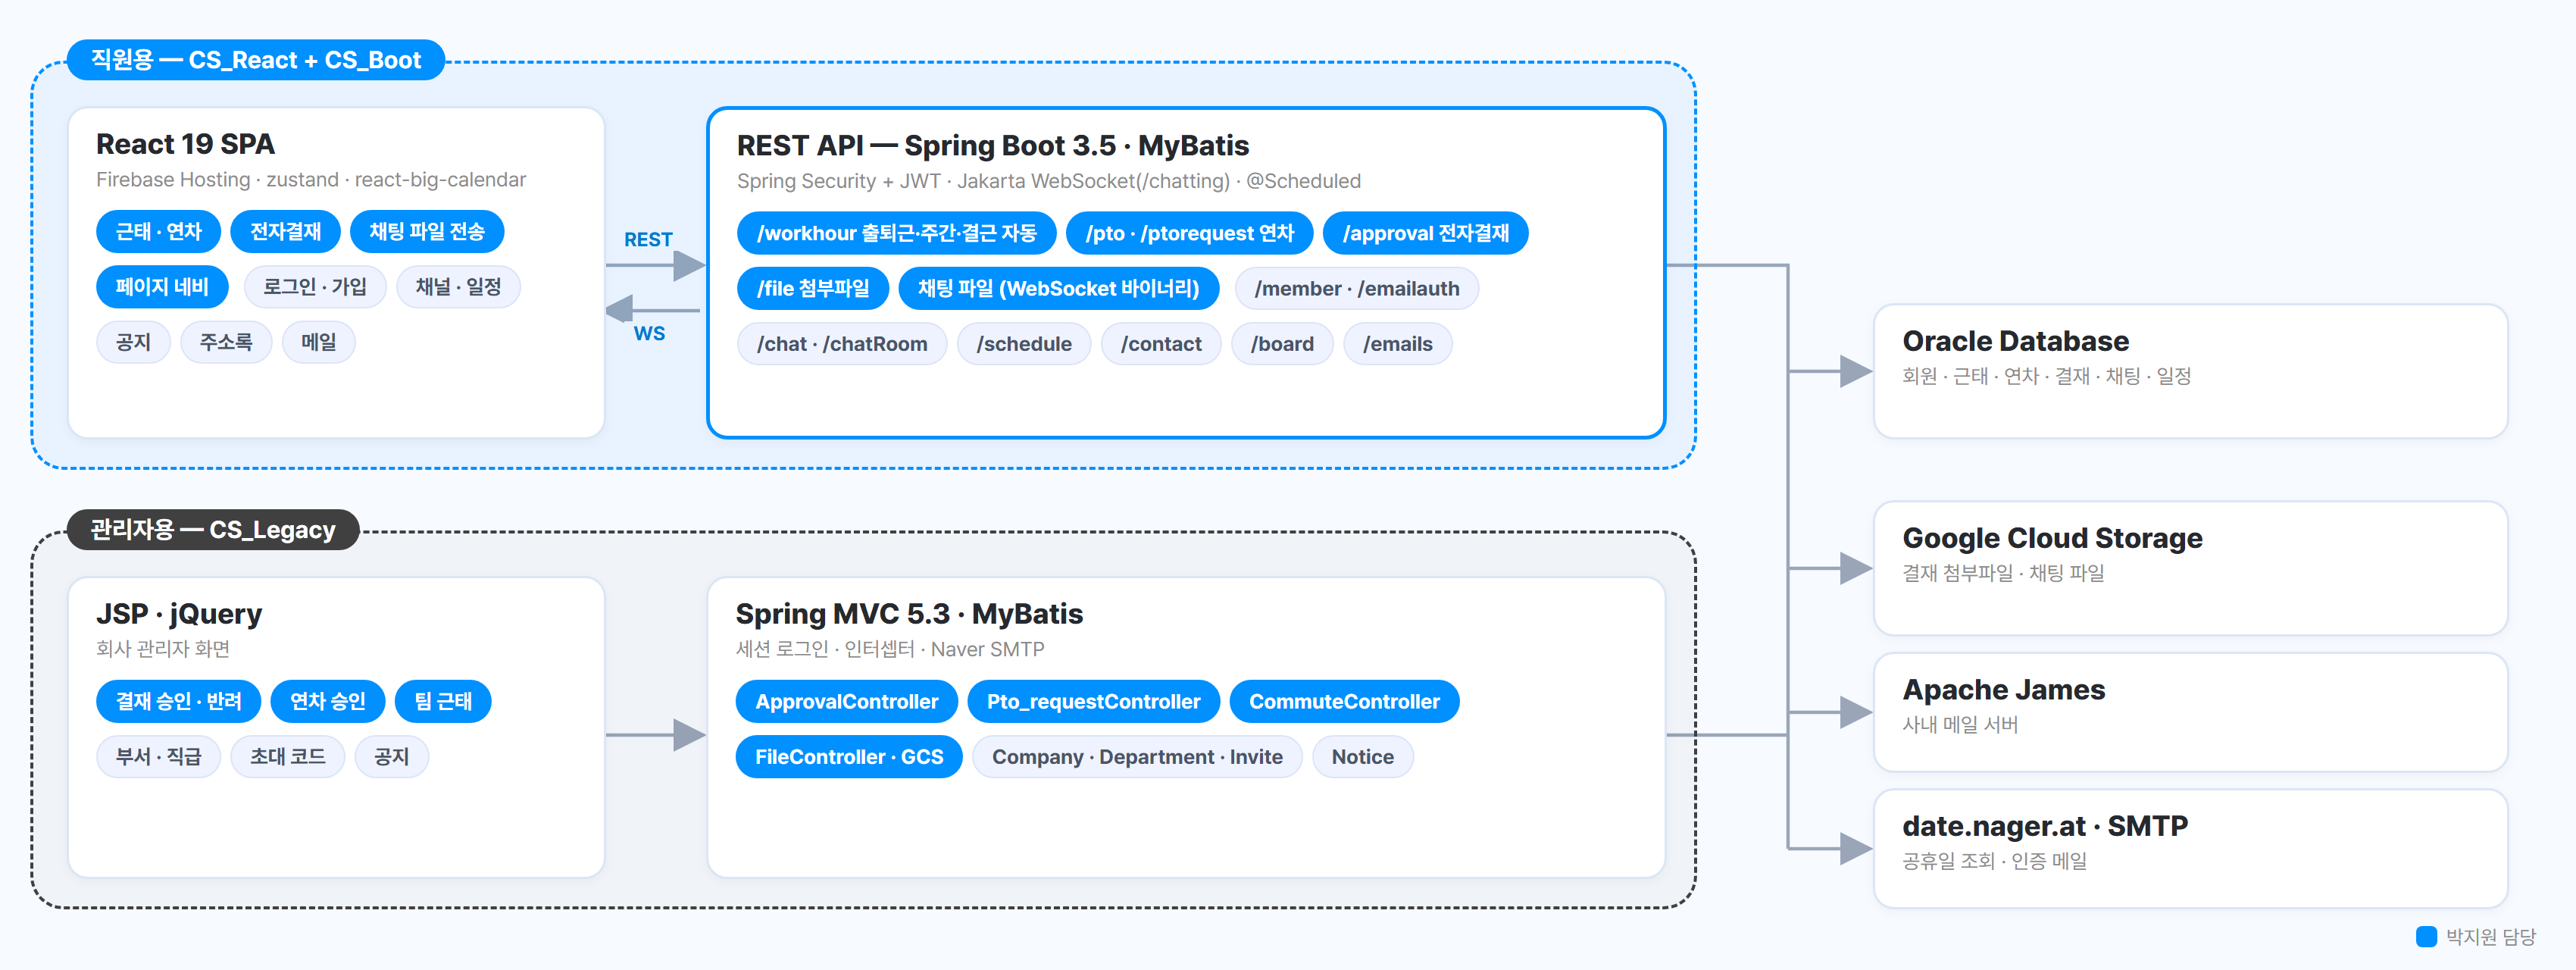 직원용 — CS_React + CS_Boot
React 19 SPA
Firebase Hosting · zustand · react-big-calendar
근태 · 연차 전자결재 채팅 파일 전송
페이지 네비 로그인 · 가입 채널 · 일정
공지 주소록 메일
REST
WS
REST API — Spring Boot 3.5 · MyBatis
Spring Security + JWT · Jakarta WebSocket(/chatting) · @Scheduled
/workhour 출퇴근·주간·결근 자동 /pto · /ptorequest 연차 /approval 전자결재
/file 첨부파일 채팅 파일 (WebSocket 바이너리) /member · /emailauth
/chat · /chatRoom /schedule /contact /board /emails
관리자용 — CS_Legacy
JSP · jQuery
회사 관리자 화면
결재 승인 · 반려 연차 승인 팀 근태
부서 · 직급 초대 코드 공지
Spring MVC 5.3 · MyBatis
세션 로그인 · 인터셉터 · Naver SMTP
ApprovalController Pto_requestController CommuteController
FileController · GCS Company · Department · Invite Notice
Oracle Database
회원 · 근태 · 연차 · 결재 · 채팅 · 일정
Google Cloud Storage
결재 첨부파일 · 채팅 파일
Apache James
사내 메일 서버
date.nager.at · SMTP
공휴일 조회 · 인증 메일
박지원 담당